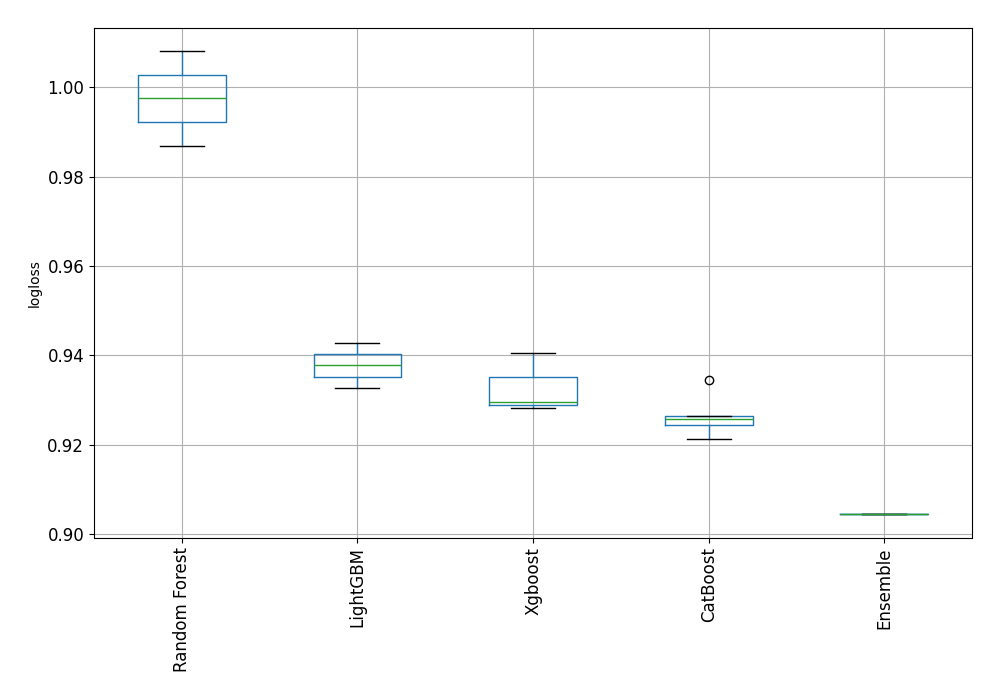 1.00
0.98
0.96
0.94
0.92
0.90
logloss
Random Forest
LightGBM
Xgboost
CatBoost
Ensemble